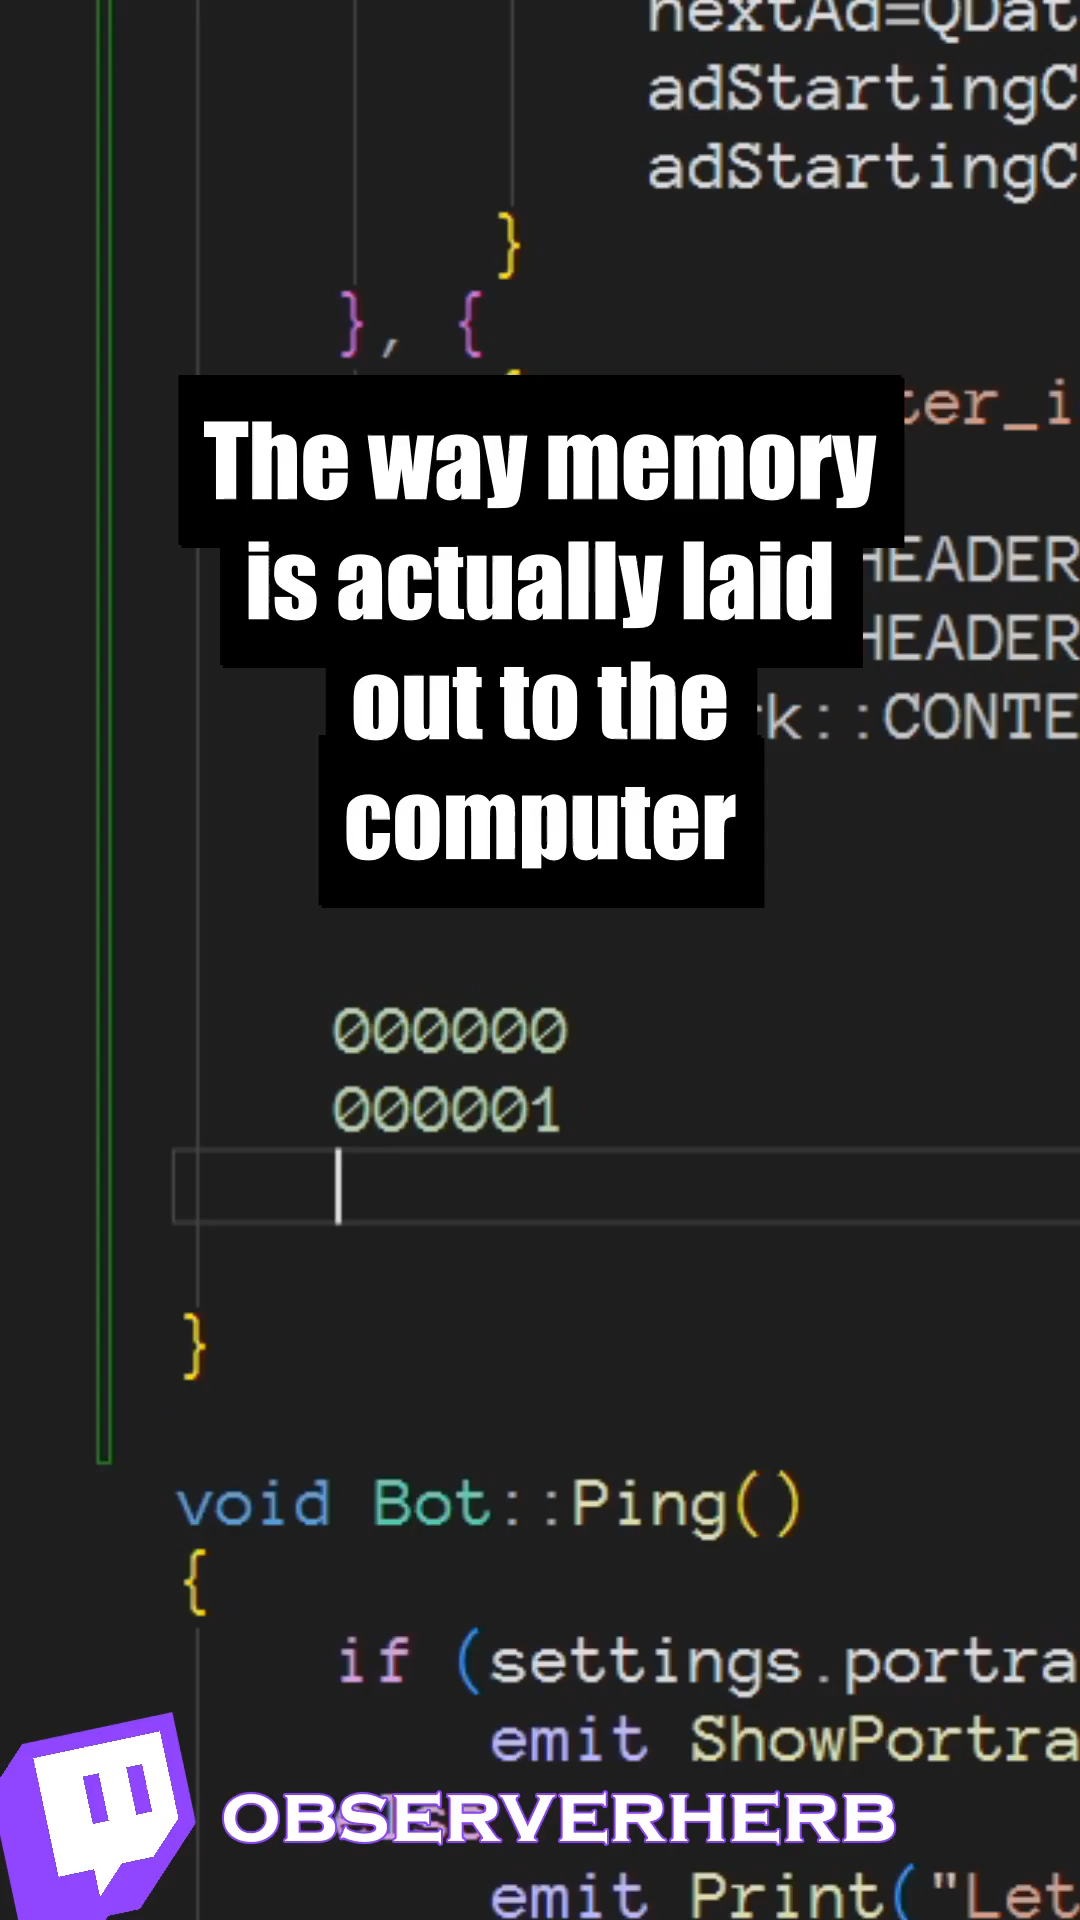 nextAd=QDat
adStartingC
adStartingC
}
}, {
{
ter_i
The way memory
is actually laid
out to the
computer
HEADER
HEADER
k::CONTE
000000
000001
}
void Bot::Ping()
{
if (settings.portra
emit ShowPortra
OBSERVERHERB
emit Print("Let